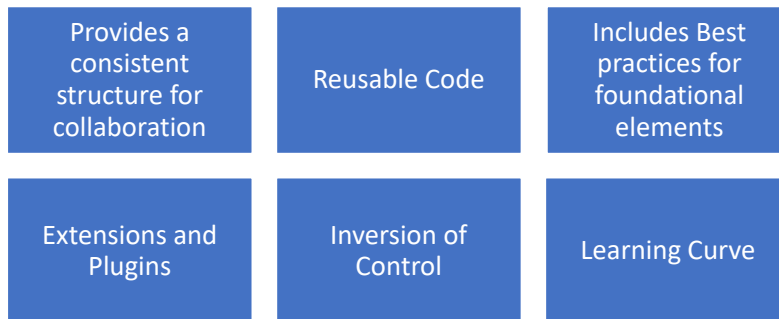 Provides a
consistent
structure for
collaboration
Reusable Code
Includes Best
practices for
foundational
elements
Extensions and
Plugins
Inversion of
Control
Learning Curve